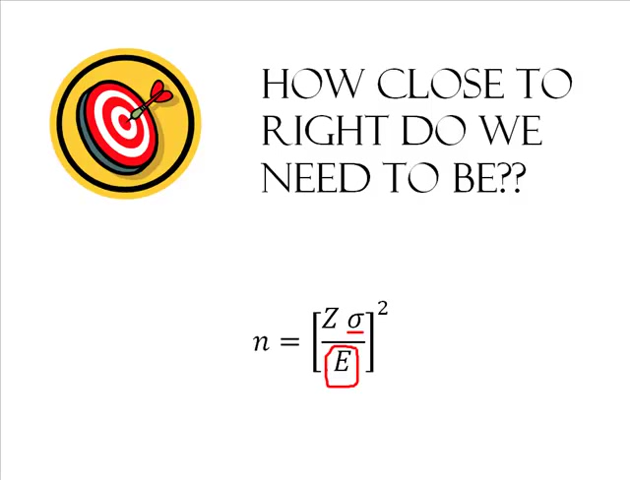 HOW CLOSE TO
RIGHT DO WE
NEED TO BE??
n = [Z σ / E]²